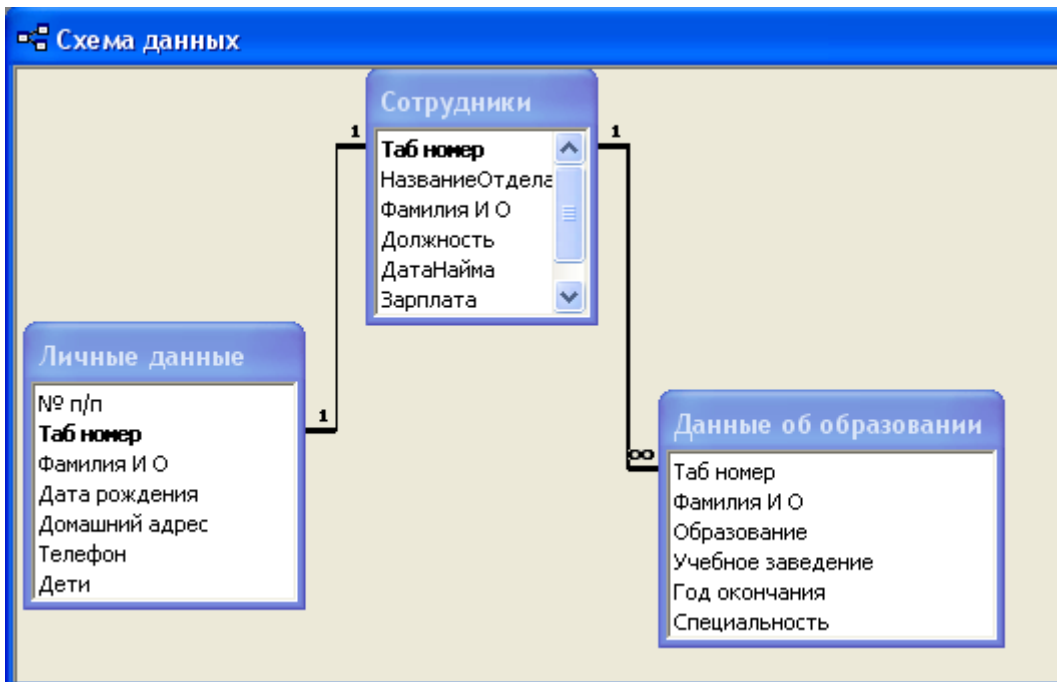 Схема данных
Сотрудники
1
1
Таб номер
НазваниеОтдела
Фамилия И О
Должность
ДатаНайма
Зарплата
Личные данные
№ п/п
Таб номер
Фамилия И О
Дата рождения
Домашний адрес
Телефон
Дети
1
Данные об образовании
∞
Таб номер
Фамилия И О
Образование
Учебное заведение
Год окончания
Специальность